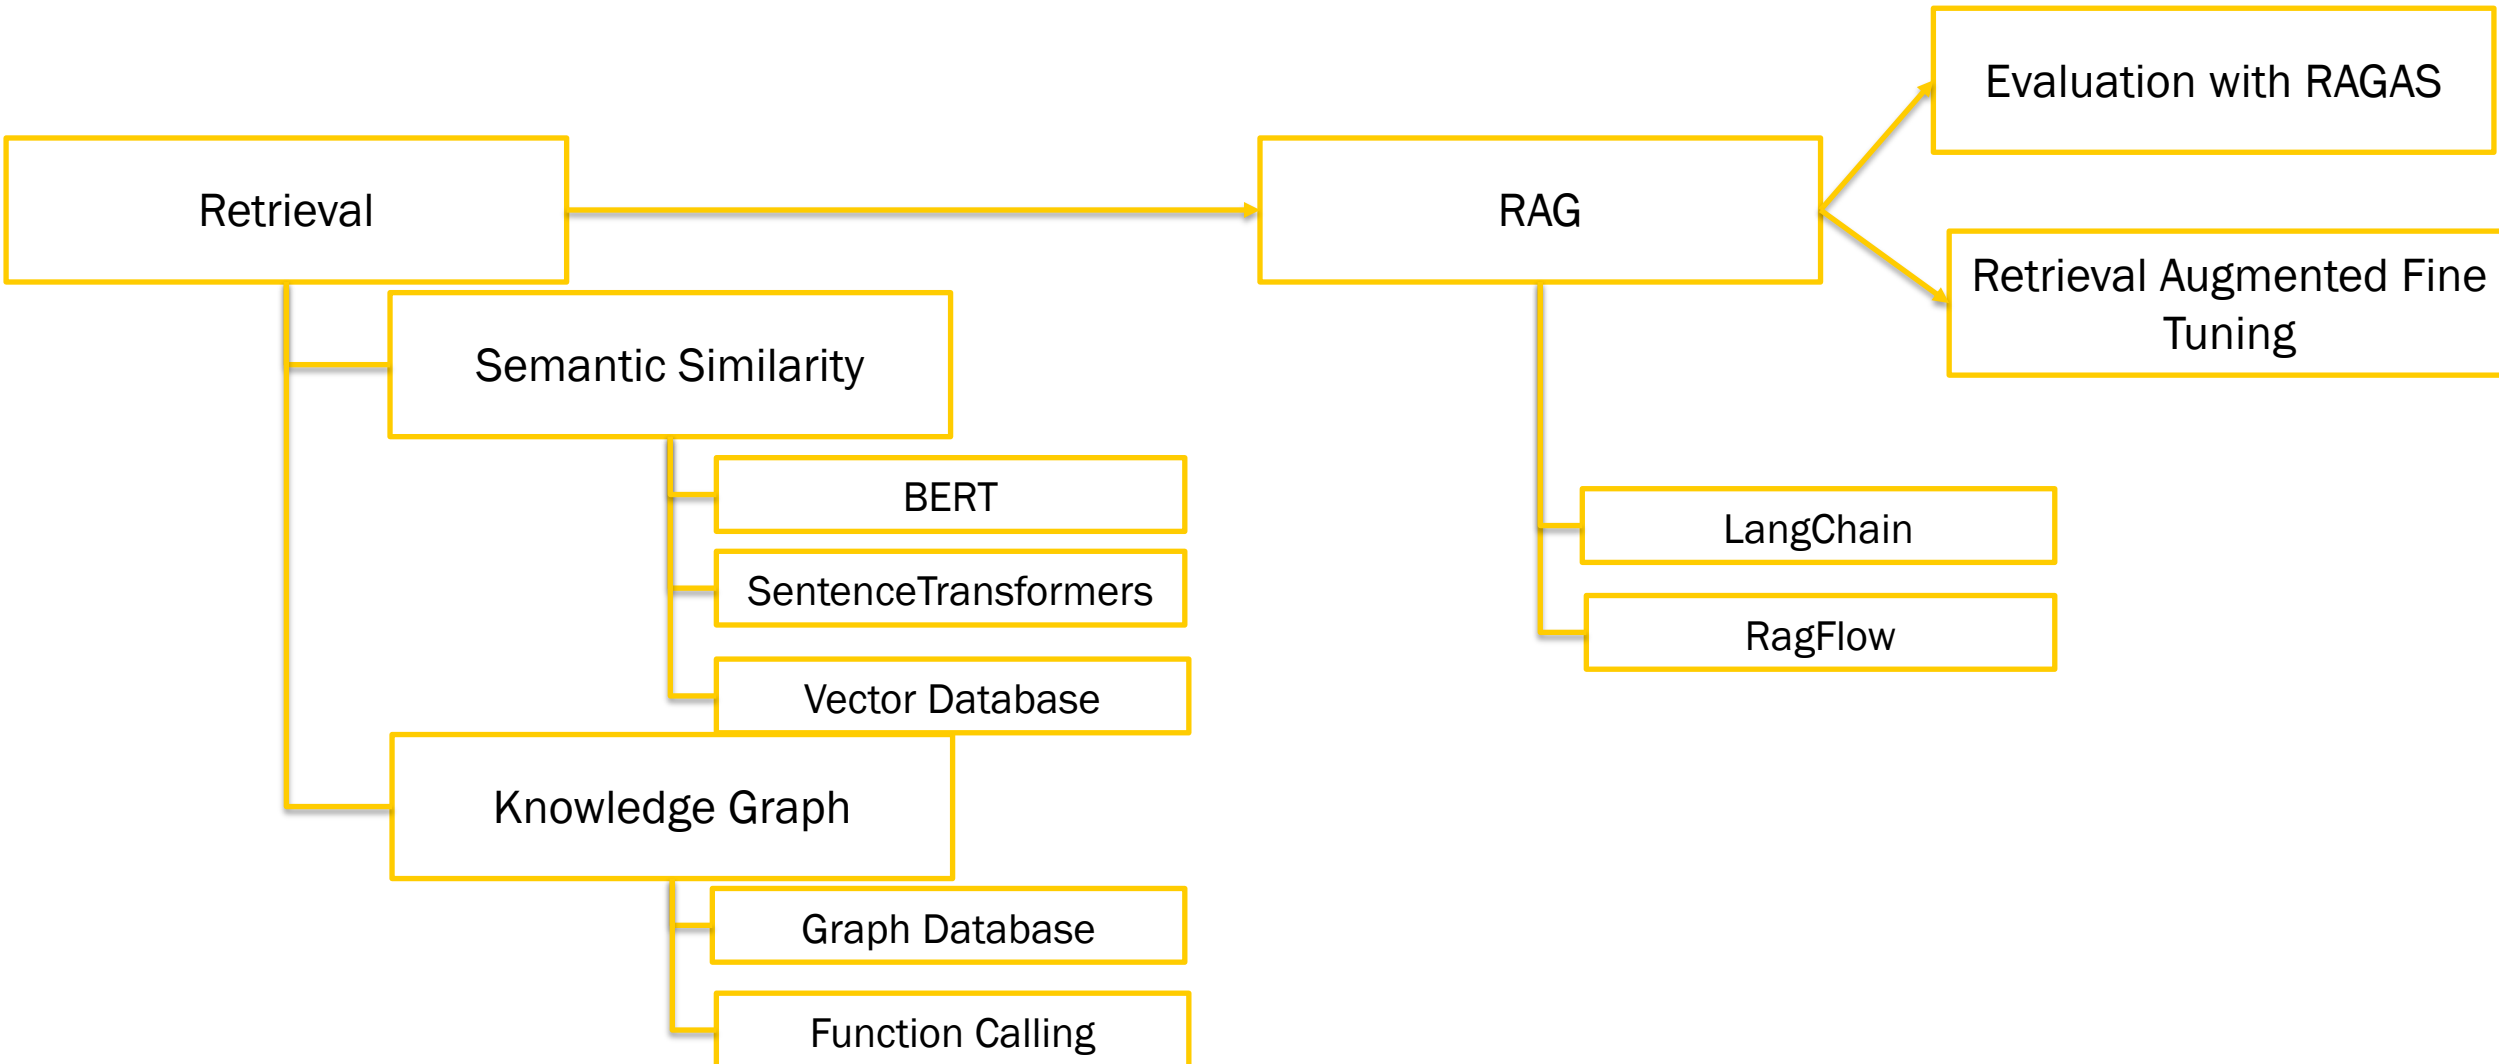 Evaluation with RAGAS
Retrieval
RAG
Retrieval Augmented Fine
Tuning
Semantic Similarity
BERT
LangChain
SentenceTransformers
RagFlow
Vector Database
Knowledge Graph
Graph Database
Function Calling